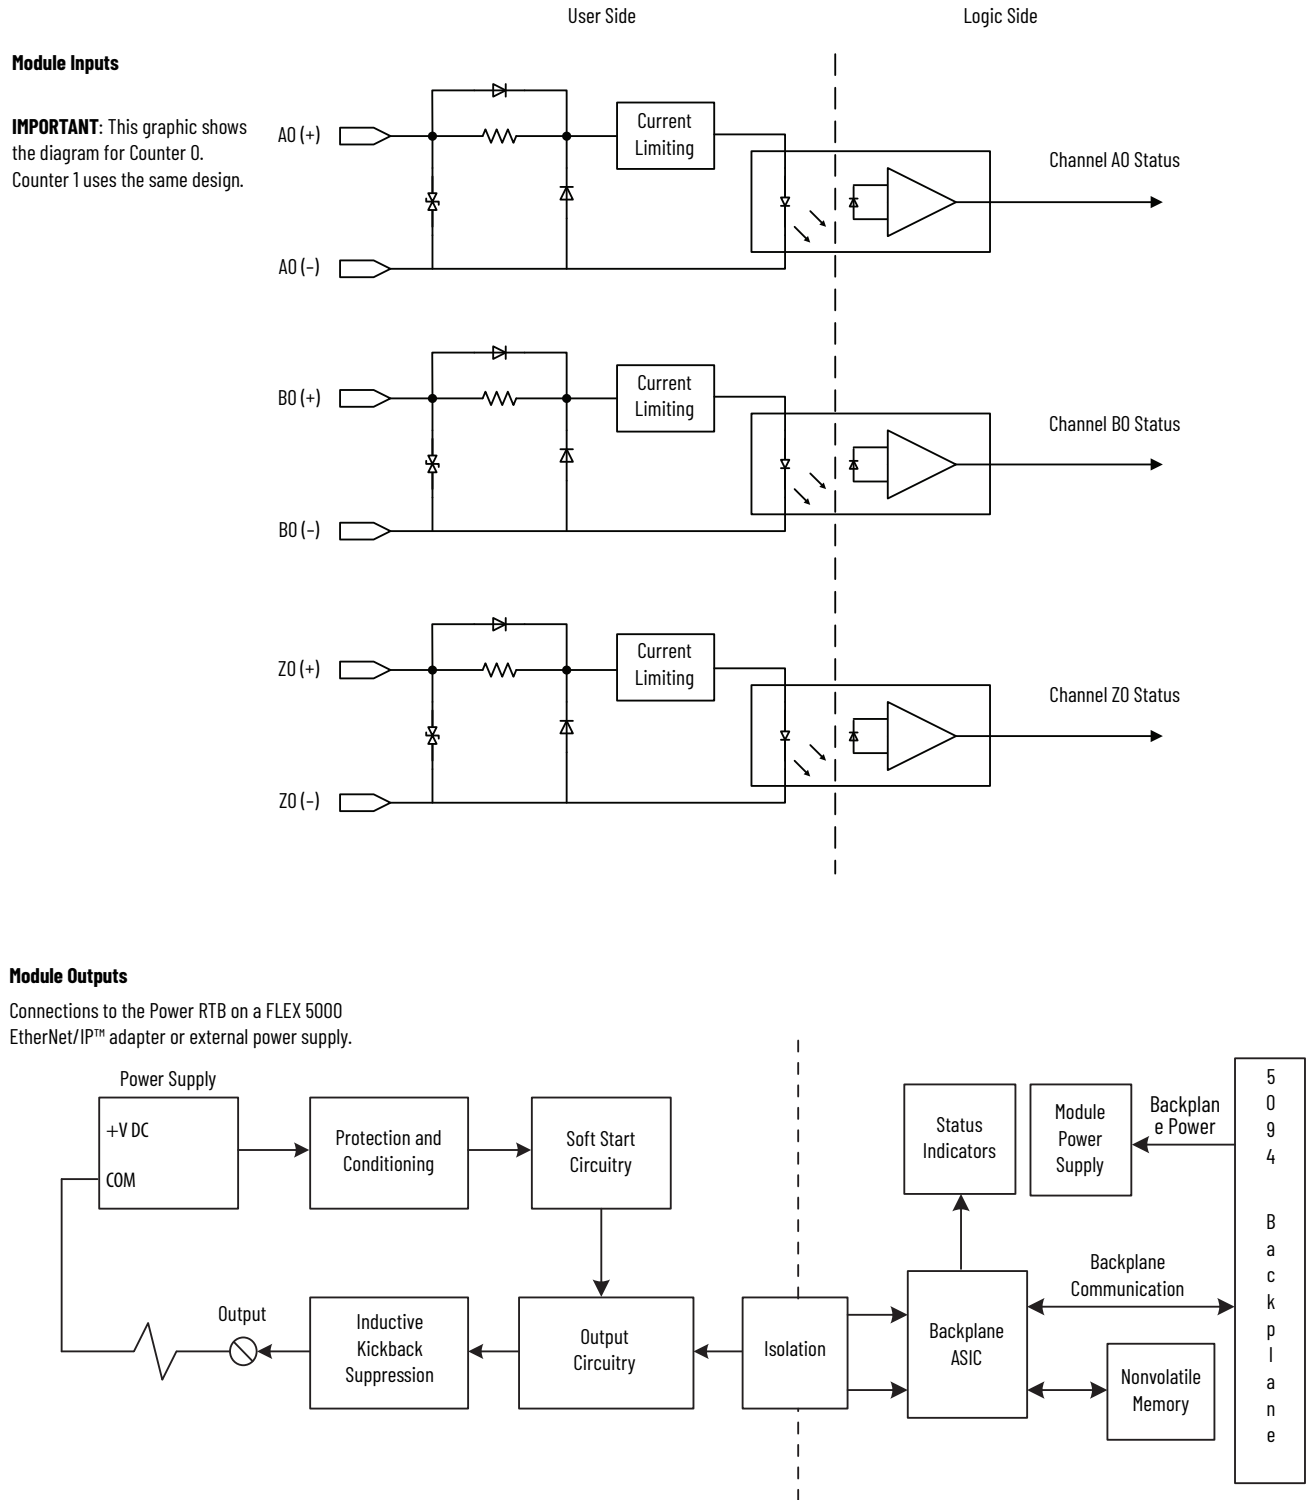 User Side
Logic Side
Module Inputs
IMPORTANT: This graphic shows
the diagram for Counter 0.
Counter 1 uses the same design.
A0 (+)
Current
Limiting
Channel A0 Status
A0 (-)
B0 (+)
Current
Limiting
Channel B0 Status
B0 (-)
Z0 (+)
Current
Limiting
Channel Z0 Status
Z0 (-)
Module Outputs
Connections to the Power RTB on a FLEX 5000
EtherNet/IP™ adapter or external power supply.
Power Supply
+V DC
COM
Protection and
Conditioning
Soft Start
Circuitry
Status
Indicators
Module
Power
Supply
Backplan
e Power
5
0
9
4
B
a
c
k
p
l
a
n
e
Backplane
Communication
Output
Inductive
Kickback
Suppression
Output
Circuitry
Isolation
Backplane
ASIC
Nonvolatile
Memory